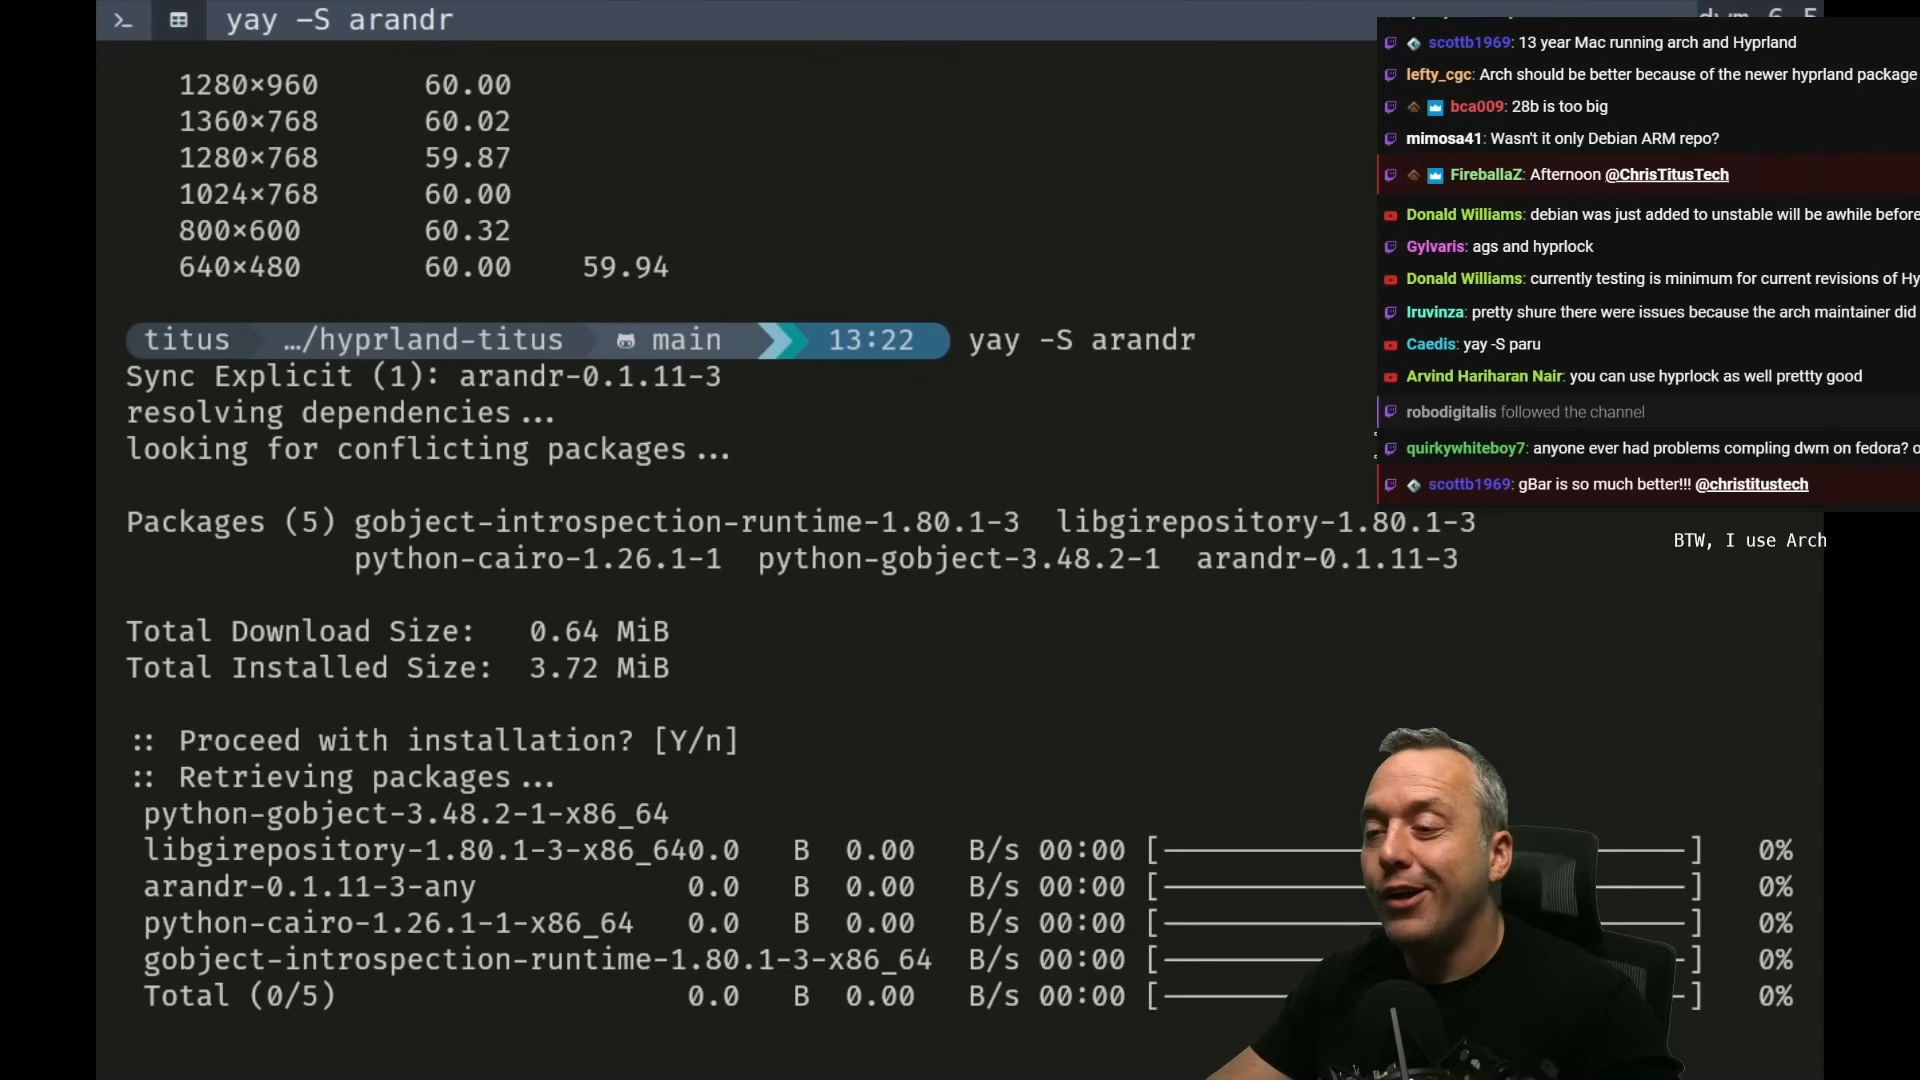 yay -S arandr
dwm-6.5
1280×960 60.00
1360×768 60.02
1280×768 59.87
1024×768 60.00
800×600 60.32
640×480 60.00 59.94
titus …/hyprland-titus main 13:22 yay -S arandr
Sync Explicit (1): arandr-0.1.11-3
resolving dependencies...
looking for conflicting packages...
Packages (5) gobject-introspection-runtime-1.80.1-3 libgirepository-1.80.1-3
python-cairo-1.26.1-1 python-gobject-3.48.2-1 arandr-0.1.11-3
Total Download Size: 0.64 MiB
Total Installed Size: 3.72 MiB
:: Proceed with installation? [Y/n]
:: Retrieving packages...
python-gobject-3.48.2-1-x86_64
libgirepository-1.80.1-3-x86_640.0 B 0.00 B/s 00:00 [ ] 0%
arandr-0.1.11-3-any 0.0 B 0.00 B/s 00:00 [ ] 0%
python-cairo-1.26.1-1-x86_64 0.0 B 0.00 B/s 00:00 [ ] 0%
gobject-introspection-runtime-1.80.1-3-x86_64 B/s 00:00 [ ] 0%
Total (0/5) 0.0 B 0.00 B/s 00:00 [ ] 0%
scottb1969: 13 year Mac running arch and Hyprland
lefty_cgc: Arch should be better because of the newer hyprland package
bca009: 28b is too big
mimosa41: Wasn't it only Debian ARM repo?
FireballaZ: Afternoon @ChrisTitusTech
Donald Williams: debian was just added to unstable will be awhile before
Gylvaris: ags and hyprlock
Donald Williams: currently testing is minimum for current revisions of Hy
Iruvinza: pretty shure there were issues because the arch maintainer did
Caedis: yay -S paru
Arvind Hariharan Nair: you can use hyprlock as well prettty good
robodigitalis followed the channel
quirkywhiteboy7: anyone ever had problems compling dwm on fedora? o
scottb1969: gBar is so much better!!! @christitustech
BTW, I use Arch